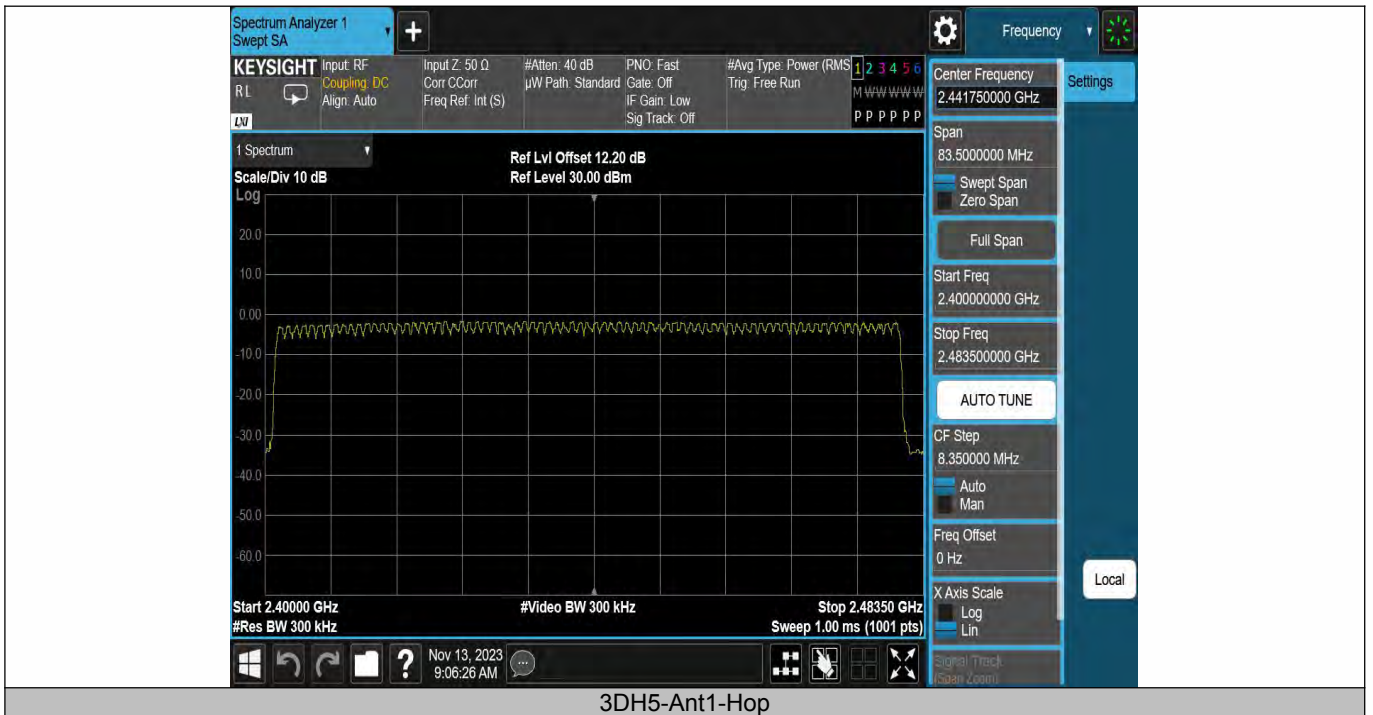 Spectrum Analyzer 1
Swept SA
+
Frequency
KEYSIGHT
RL
LXI
Input: RF
Coupling: DC
Align: Auto
Input Z: 50 Ω
Corr CCorr
Freq Ref: Int (S)
#Atten: 40 dB
µW Path: Standard
PNO: Fast
Gate: Off
IF Gain: Low
Sig Track: Off
#Avg Type: Power (RMS
Trig: Free Run
1 2 3 4 5 6
M W W W W W
P P P P P P
1 Spectrum
Scale/Div 10 dB
Ref Lvl Offset 12.20 dB
Ref Level 30.00 dBm
Log
20.0
10.0
0.00
-10.0
-20.0
-30.0
-40.0
-50.0
-60.0
Start 2.40000 GHz
#Res BW 300 kHz
#Video BW 300 kHz
Stop 2.48350 GHz
Sweep 1.00 ms (1001 pts)
Center Frequency
2.441750000 GHz
Settings
Span
83.5000000 MHz
Swept Span
Zero Span
Full Span
Start Freq
2.400000000 GHz
Stop Freq
2.483500000 GHz
AUTO TUNE
CF Step
8.350000 MHz
Auto
Man
Freq Offset
0 Hz
X Axis Scale
Log
Lin
Signal Track
(Span Zoom)
Local
?
Nov 13, 2023
9:06:26 AM
3DH5-Ant1-Hop